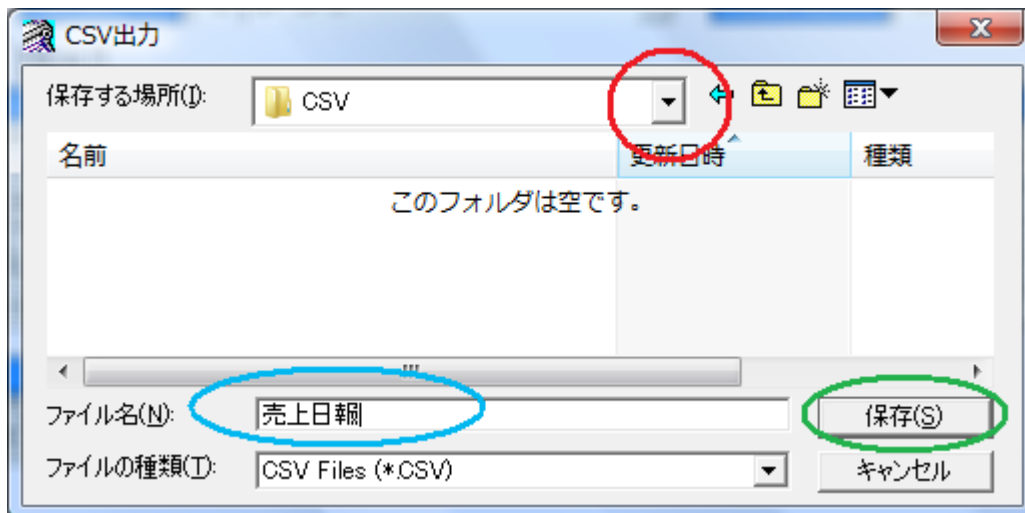 CSV出力
保存する場所(I):
CSV
名前 更新日時 種類
このフォルダは空です。
ファイル名(N): 売上日報 保存(S)
ファイルの種類(T): CSV Files (*.CSV) キャンセル